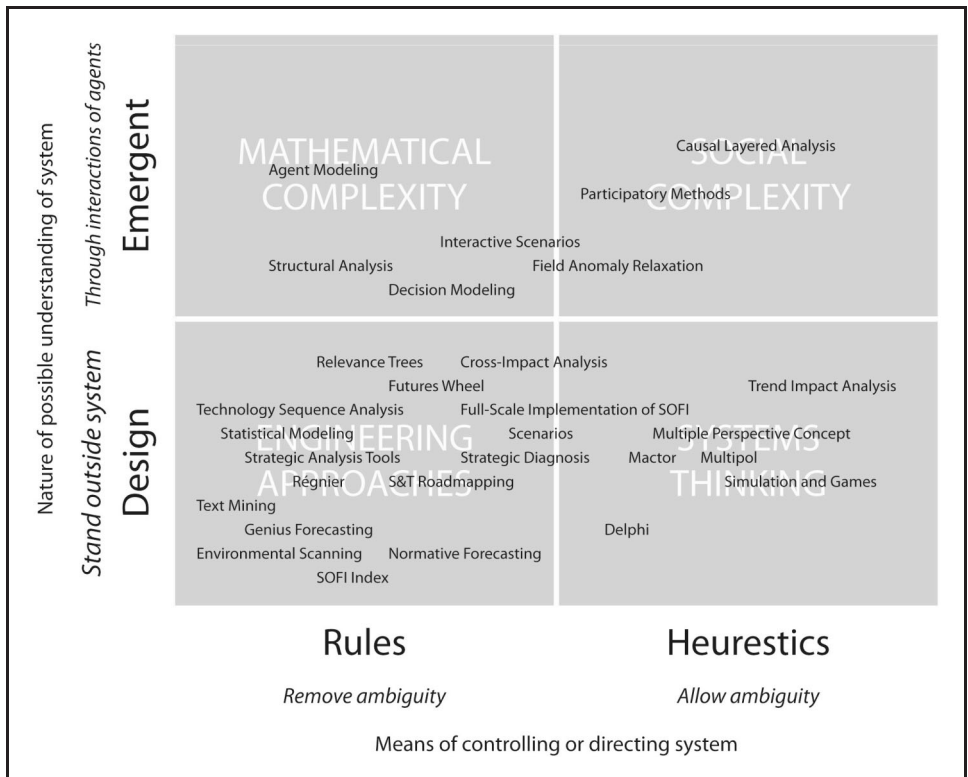 Nature of possible understanding of system
Through interactions of agents
Emergent
Stand outside system
Design
MATHEMATICAL
COMPLEXITY
Agent Modeling
SOCIAL
COMPLEXITY
Causal Layered Analysis
Participatory Methods
Interactive Scenarios
Structural Analysis
Field Anomaly Relaxation
Decision Modeling
ENGINEERING
APPROACHES
SYSTEMS
THINKING
Relevance Trees
Cross-Impact Analysis
Futures Wheel
Trend Impact Analysis
Technology Sequence Analysis
Full-Scale Implementation of SOFI
Statistical Modeling
Scenarios
Multiple Perspective Concept
Strategic Analysis Tools
Strategic Diagnosis
Mactor
Multipol
Régnier
S&T Roadmapping
Simulation and Games
Text Mining
Genius Forecasting
Delphi
Environmental Scanning
Normative Forecasting
SOFI Index
Rules
Heurestics
Remove ambiguity
Allow ambiguity
Means of controlling or directing system